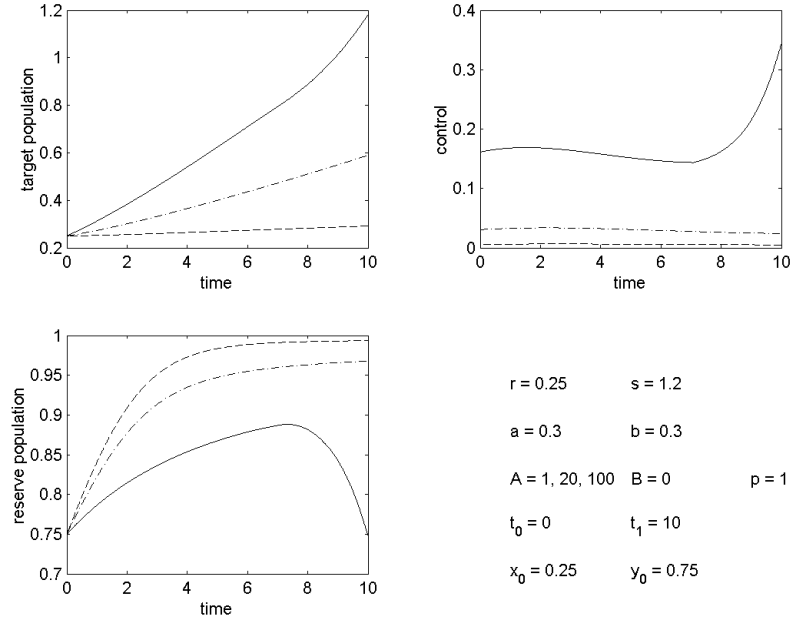 1.2
1
0.8
0.6
0.4
0.2
target population
0 2 4 6 8 10
time
0.4
0.3
0.2
0.1
0
control
0 2 4 6 8 10
time
1
0.95
0.9
0.85
0.8
0.75
0.7
reserve population
0 2 4 6 8 10
time
r = 0.25 s = 1.2
a = 0.3 b = 0.3
A = 1, 20, 100 B = 0 p = 1
t₀ = 0 t₁ = 10
x₀ = 0.25 y₀ = 0.75